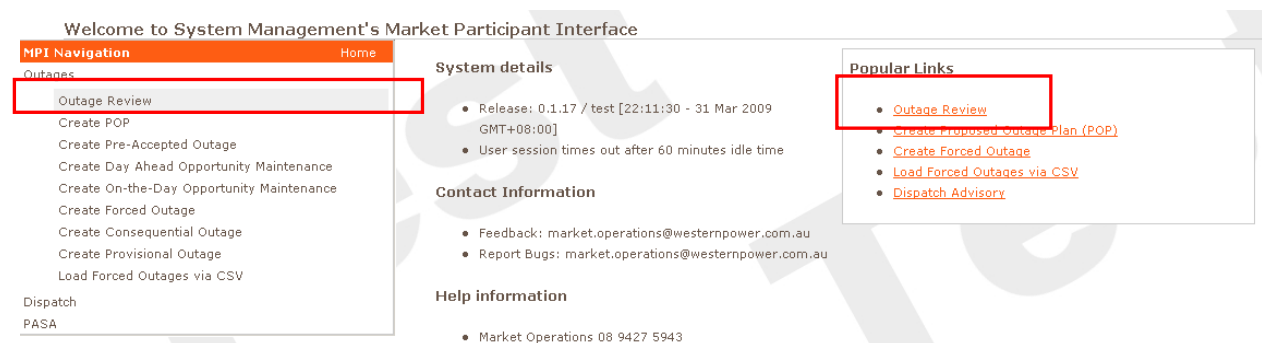 Welcome to System Management's Market Participant Interface
MPI Navigation Home
Outages
Outage Review
Create POP
Create Pre-Accepted Outage
Create Day Ahead Opportunity Maintenance
Create On-the-Day Opportunity Maintenance
Create Forced Outage
Create Consequential Outage
Create Provisional Outage
Load Forced Outages via CSV
Dispatch
PASA
System details
Release: 0.1.17 / test [22:11:30 - 31 Mar 2009
GMT+08:00]
User session times out after 60 minutes idle time
Contact Information
Feedback: market.operations@westernpower.com.au
Report Bugs: market.operations@westernpower.com.au
Help information
Market Operations 08 9427 5943
Popular Links
Outage Review
Create Proposed Outage Plan (POP)
Create Forced Outage
Load Forced Outages via CSV
Dispatch Advisory